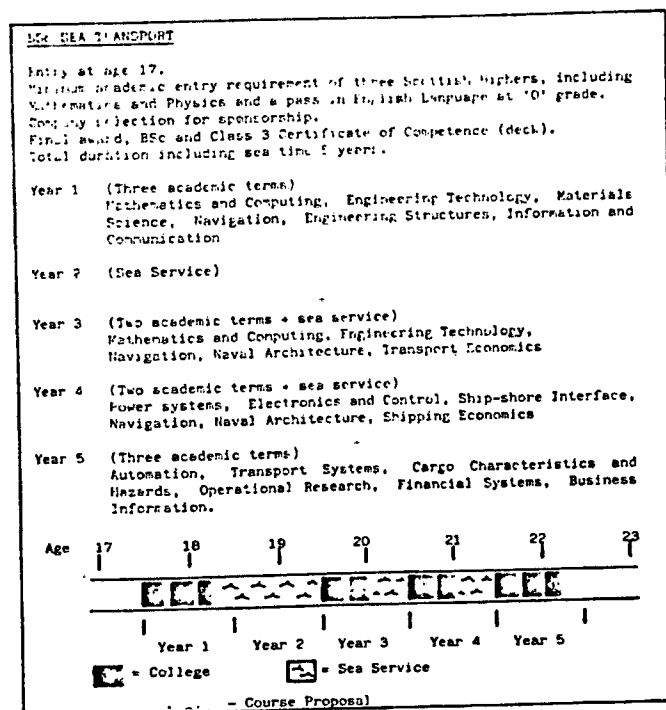 BSc SEA TRANSPORT
Entry at age 17.
Minimum academic entry requirement of three Scottish Highers, including
Mathematics and Physics and a pass in English Language at 'O' grade.
Company selection for sponsorship.
Final award, BSc and Class 3 Certificate of Competence (deck).
Total duration including sea time 5 years.
Year 1 (Three academic terms)
Mathematics and Computing, Engineering Technology, Materials
Science, Navigation, Engineering Structures, Information and
Communication
Year 2 (Sea Service)
Year 3 (Two academic terms + sea service)
Mathematics and Computing, Engineering Technology,
Navigation, Naval Architecture, Transport Economics
Year 4 (Two academic terms + sea service)
Power systems, Electronics and Control, Ship-shore Interface,
Navigation, Naval Architecture, Shipping Economics
Year 5 (Three academic terms)
Automation, Transport Systems, Cargo Characteristics and
Hazards, Operational Research, Financial Systems, Business
Information.
Age 17 18 19 20 21 22 23
Year 1 Year 2 Year 3 Year 4 Year 5
= College = Sea Service
- Course Proposal